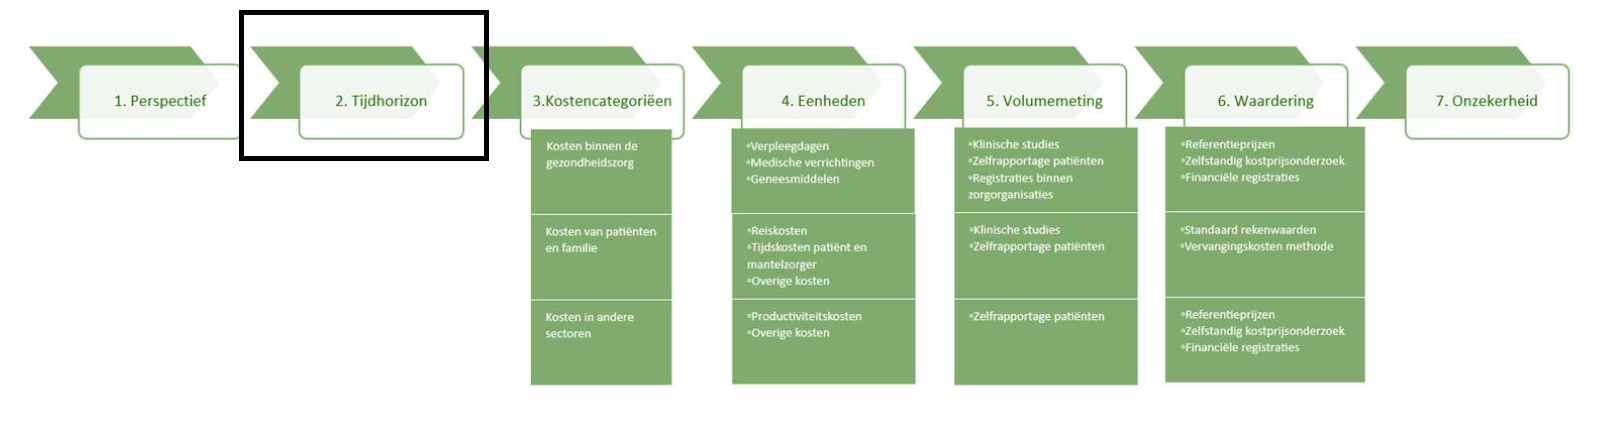 1. Perspectief
2. Tijdhorizon
3.Kostencategoriëen
4. Eenheden
5. Volumemeting
6. Waardering
7. Onzekerheid
Kosten binnen de
gezondheidszorg
•Verpleegdagen
•Medische verrichtingen
•Geneesmiddelen
•Klinische studies
•Zelfrapportage patiënten
•Registraties binnen
zorgorganisaties
•Referentieprijzen
•Zelfstandig kostprijsonderzoek
•Financiële registraties
Kosten van patiënten
en familie
•Reiskosten
•Tijdskosten patiënt en
mantelzorger
•Overige kosten
•Klinische studies
•Zelfrapportage patiënten
•Standaard rekenwaarden
•Vervangingskosten methode
Kosten in andere
sectoren
•Productiviteitskosten
•Overige kosten
•Zelfrapportage patiënten
•Referentieprijzen
•Zelfstandig kostprijsonderzoek
•Financiële registraties